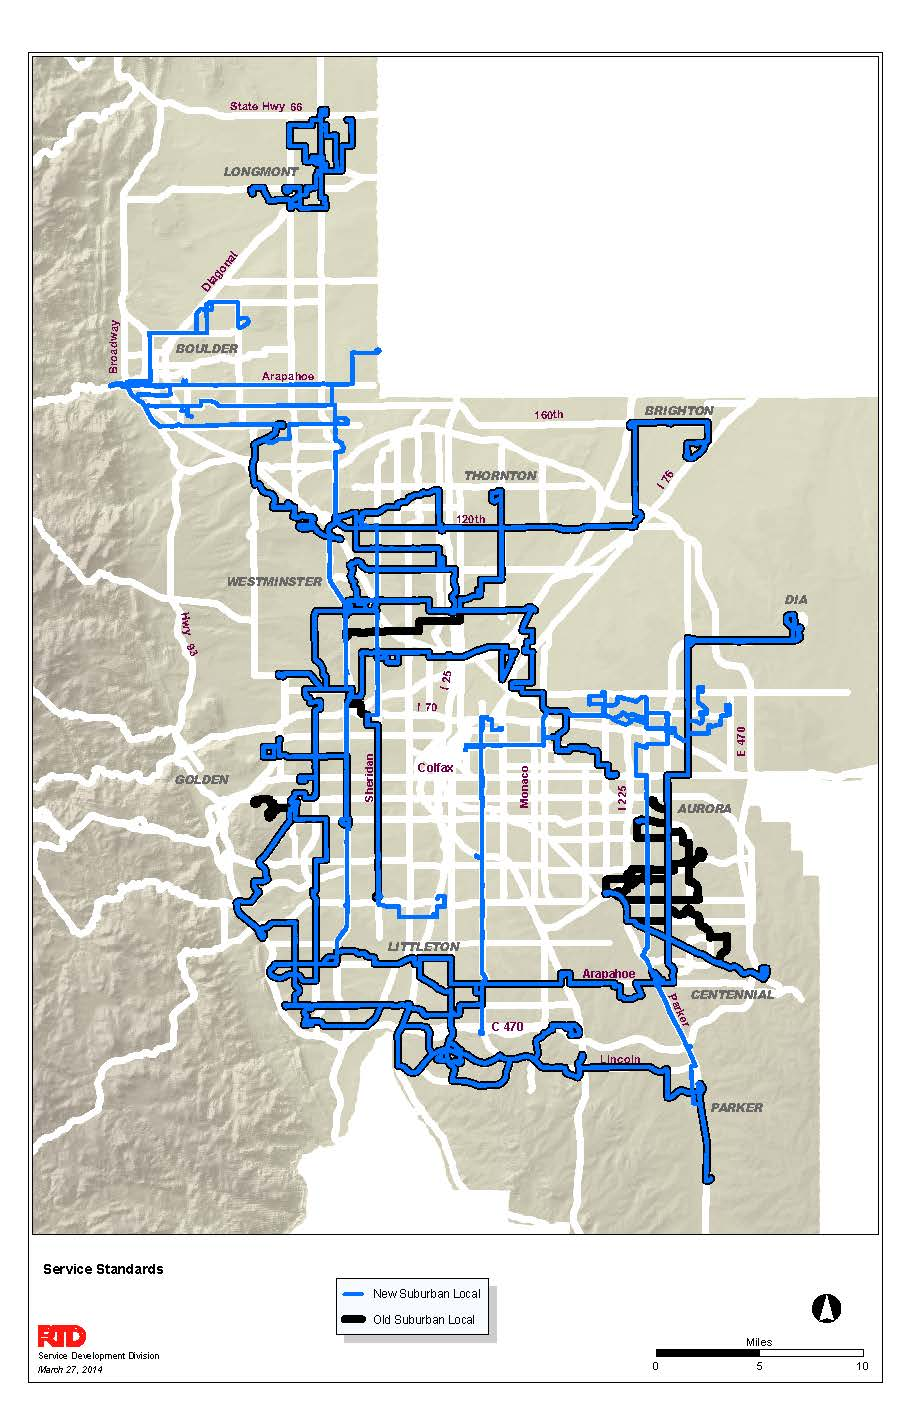 State Hwy 66
LONGMONT
Diagonal
Broadway
BOULDER
Arapahoe
160th
BRIGHTON
I 76
THORNTON
120th
WESTMINSTER
DIA
Hwy 93
I 25
I 70
E 470
Sheridan
Colfax
Monaco
GOLDEN
I 225
AURORA
LITTLETON
Arapahoe
CENTENNIAL
Parker
C 470
Lincoln
PARKER
Service Standards
New Suburban Local
Old Suburban Local
RTD
Service Development Division
March 27, 2014
Miles
0 5 10